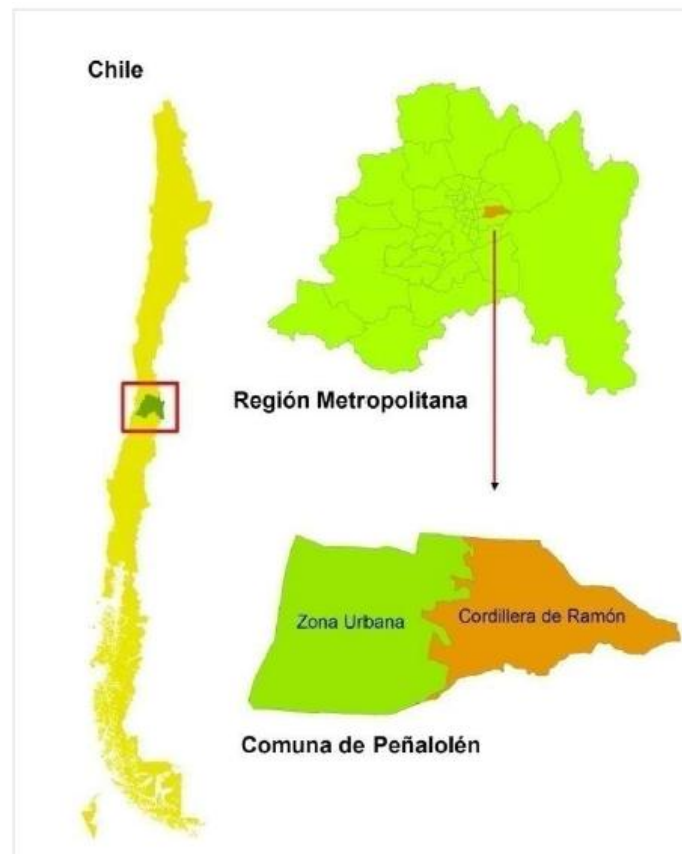 Chile
Región Metropolitana
Zona Urbana
Cordillera de Ramón
Comuna de Peñalolén